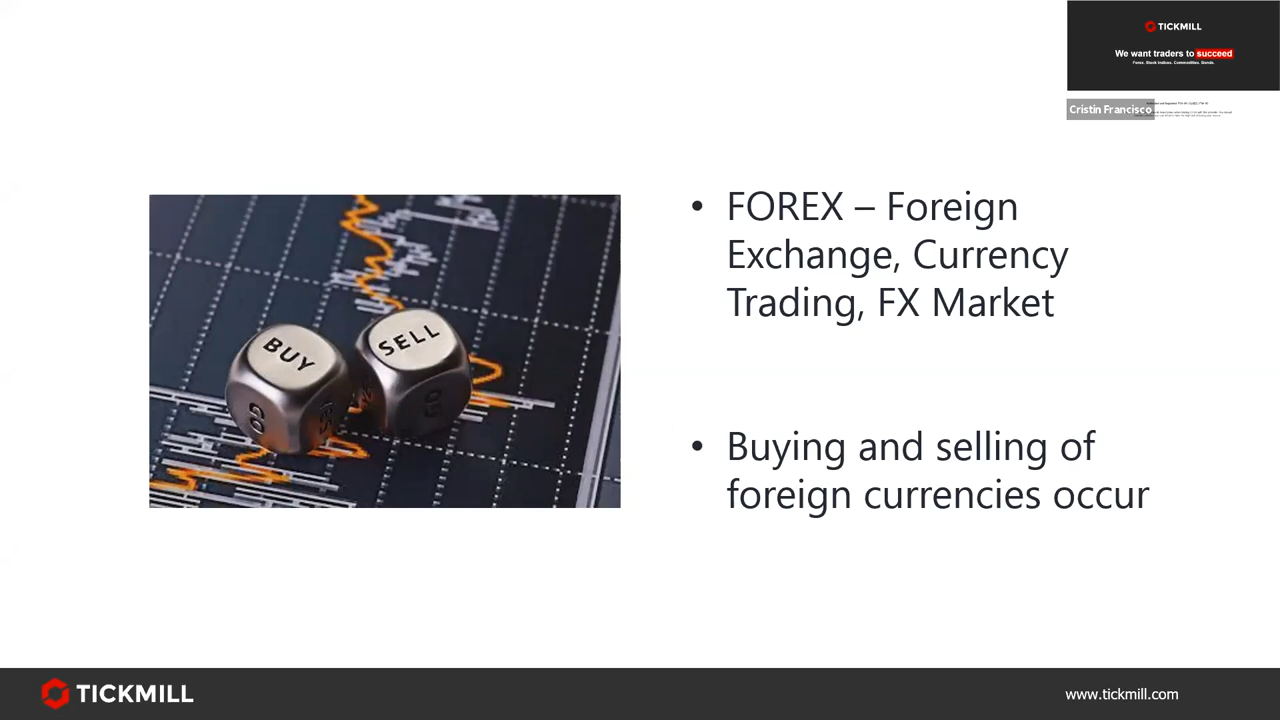 TICKMILL
We want traders to succeed
Forex. Stock Indices. Commodities. Bonds.
Cristin Francisco
• FOREX – Foreign
Exchange, Currency
Trading, FX Market
BUY
SELL
GO
• Buying and selling of
foreign currencies occur
TICKMILL
www.tickmill.com